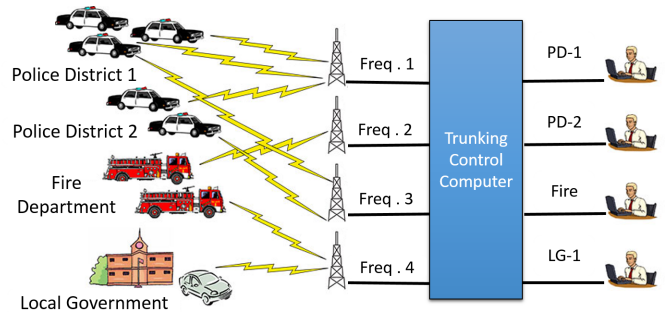 Police District 1
Police District 2
Fire
Department
Local Government
Freq . 1
Freq . 2
Freq . 3
Freq . 4
Trunking
Control
Computer
PD-1
PD-2
Fire
LG-1